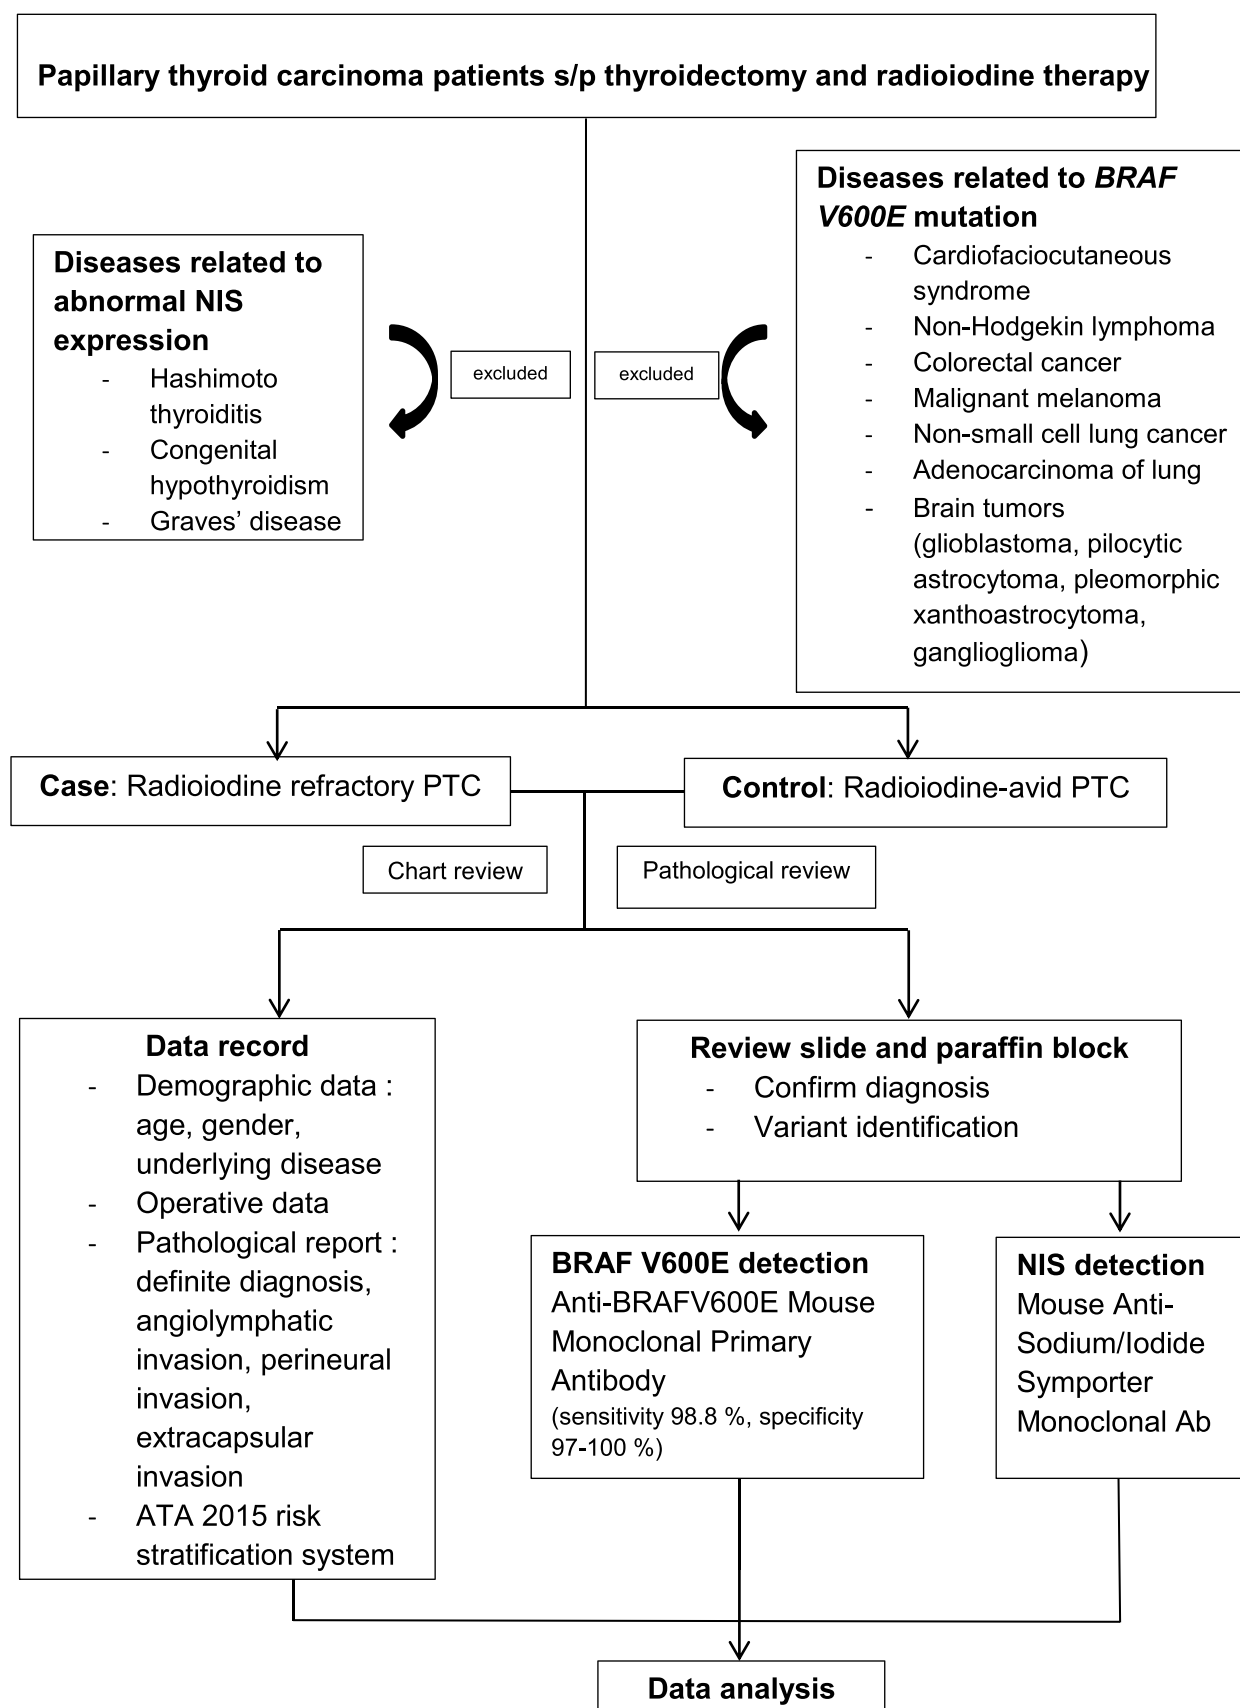 Papillary thyroid carcinoma patients s/p thyroidectomy and radioiodine therapy
Diseases related to abnormal NIS expression
- Hashimoto
thyroiditis
- Congenital
hypothyroidism
- Graves’ disease
excluded
excluded
Diseases related to BRAF
V600E mutation
- Cardiofaciocutaneous
syndrome
- Non-Hodgekin lymphoma
- Colorectal cancer
- Malignant melanoma
- Non-small cell lung cancer
- Adenocarcinoma of lung
- Brain tumors
(glioblastoma, pilocytic
astrocytoma, pleomorphic
xanthoastrocytoma,
ganglioglioma)
Case: Radioiodine refractory PTC
Control: Radioiodine-avid PTC
Chart review
Pathological review
Data record
- Demographic data :
age, gender,
underlying disease
- Operative data
- Pathological report :
definite diagnosis,
angiolymphatic
invasion, perineural
invasion,
extracapsular
invasion
- ATA 2015 risk
stratification system
Review slide and paraffin block
- Confirm diagnosis
- Variant identification
BRAF V600E detection
Anti-BRAFV600E Mouse
Monoclonal Primary
Antibody
(sensitivity 98.8 %, specificity
97-100 %)
NIS detection
Mouse Anti-
Sodium/Iodide
Symporter
Monoclonal Ab
Data analysis